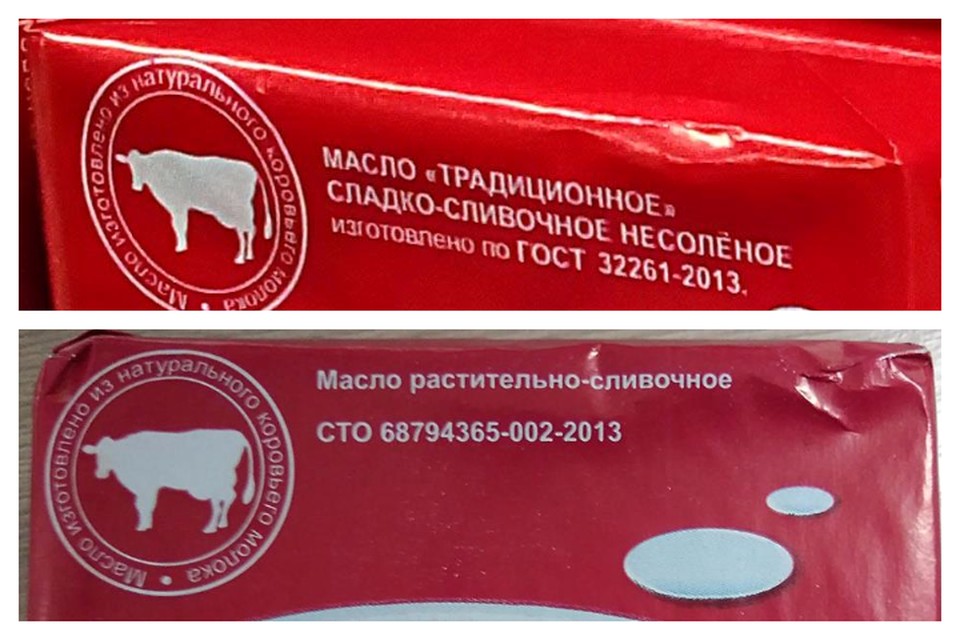 Масло изготовлено из натурального коровьего молока •
МАСЛО «ТРАДИЦИОННОЕ»
СЛАДКО-СЛИВОЧНОЕ НЕСОЛЁНОЕ
изготовлено по ГОСТ 32261-2013.
Масло изготовлено из натурального коровьего молока •
Масло растительно-сливочное
СТО 68794365-002-2013